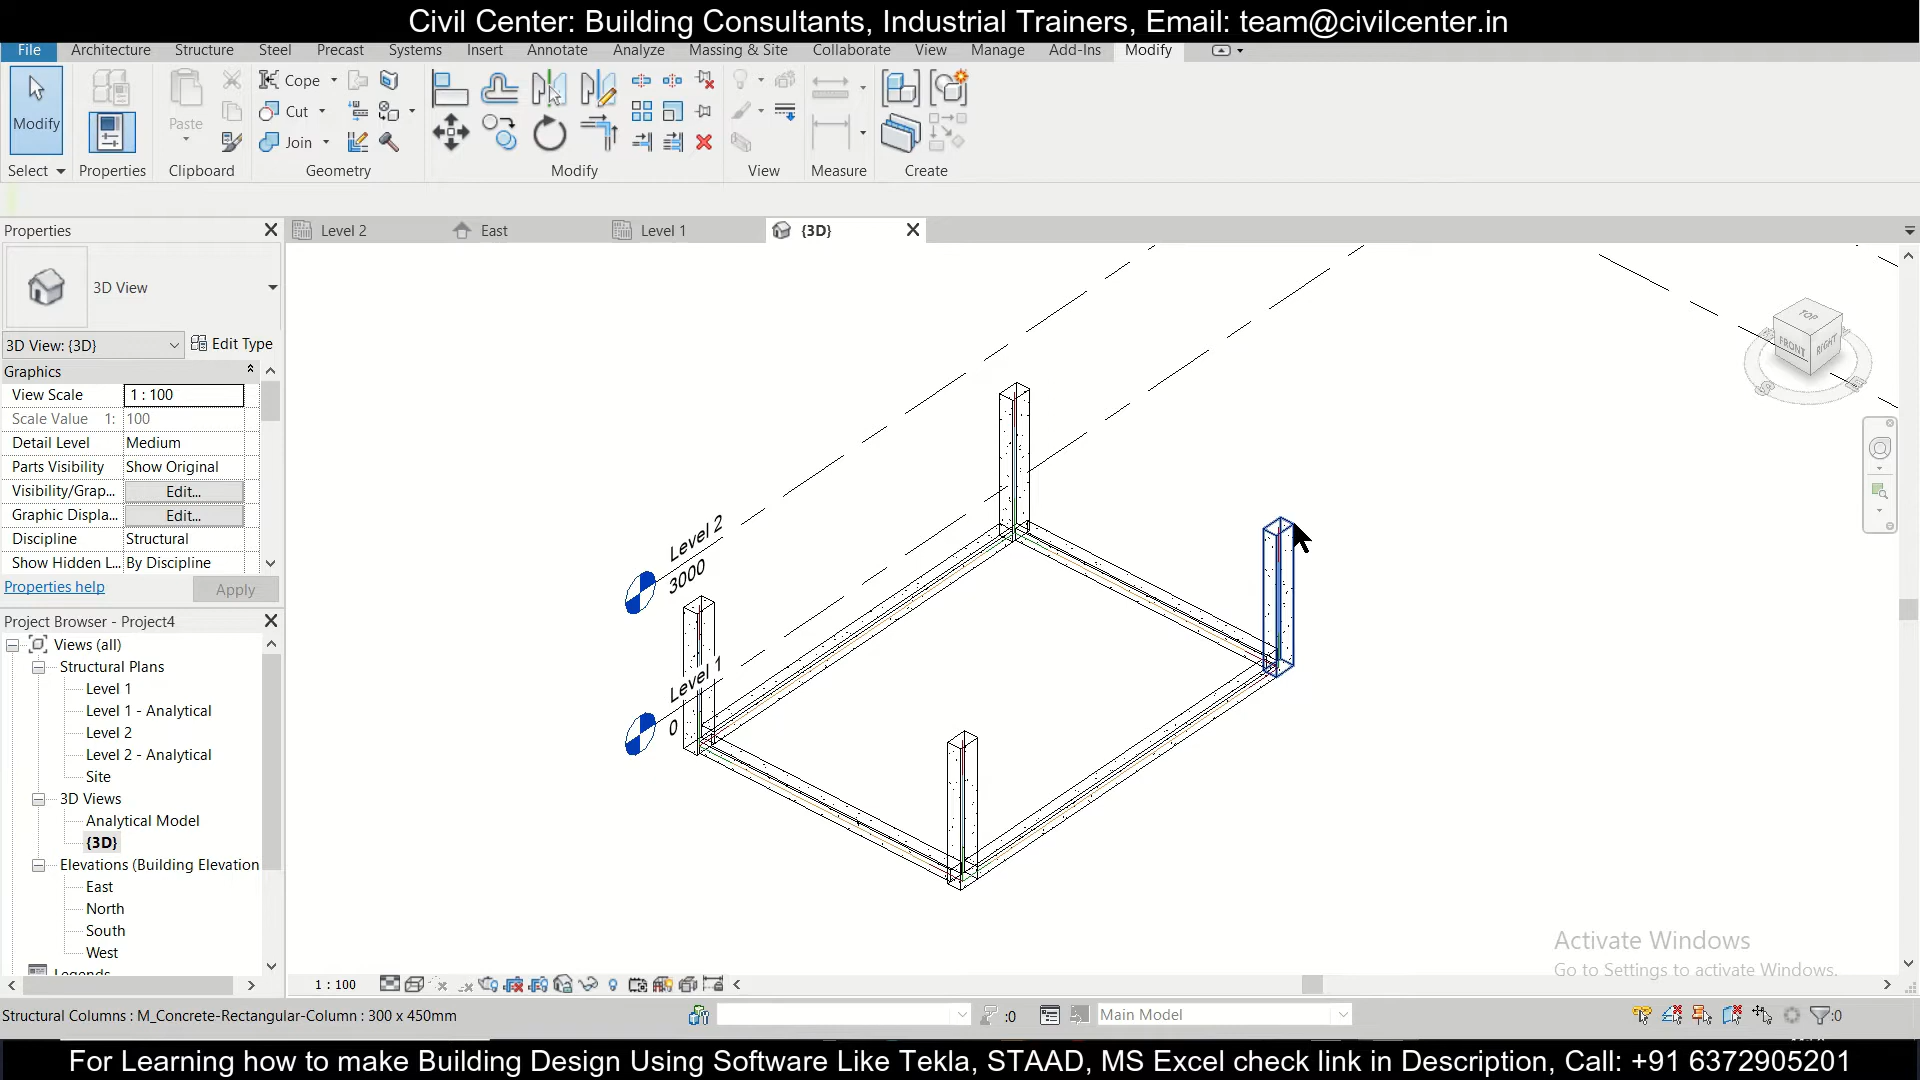 Civil Center: Building Consultants, Industrial Trainers, Email: team@civilcenter.in
File Architecture Structure Steel Precast Systems Insert Annotate Analyze Massing & Site Collaborate View Manage Add-Ins Modify
Modify
Paste
Cope
Cut
Join
Select Properties Clipboard Geometry Modify View Measure Create
Properties
Level 2 East Level 1 {3D}
3D View
3D View: {3D} Edit Type
Graphics
View Scale 1 : 100
Scale Value 1: 100
Detail Level Medium
Parts Visibility Show Original
Visibility/Grap... Edit...
Graphic Displa... Edit...
Discipline Structural
Show Hidden L... By Discipline
Properties help Apply
Project Browser - Project4
Views (all)
Structural Plans
Level 1
Level 1 - Analytical
Level 2
Level 2 - Analytical
Site
3D Views
Analytical Model
{3D}
Elevations (Building Elevation
East
North
South
West
Legends
Level 2
3000
Level 1
0
TOP
FRONT RIGHT
Activate Windows
Go to Settings to activate Windows.
1 : 100
Structural Columns : M_Concrete-Rectangular-Column : 300 x 450mm
:0
Main Model
:0
For Learning how to make Building Design Using Software Like Tekla, STAAD, MS Excel check link in Description, Call: +91 6372905201